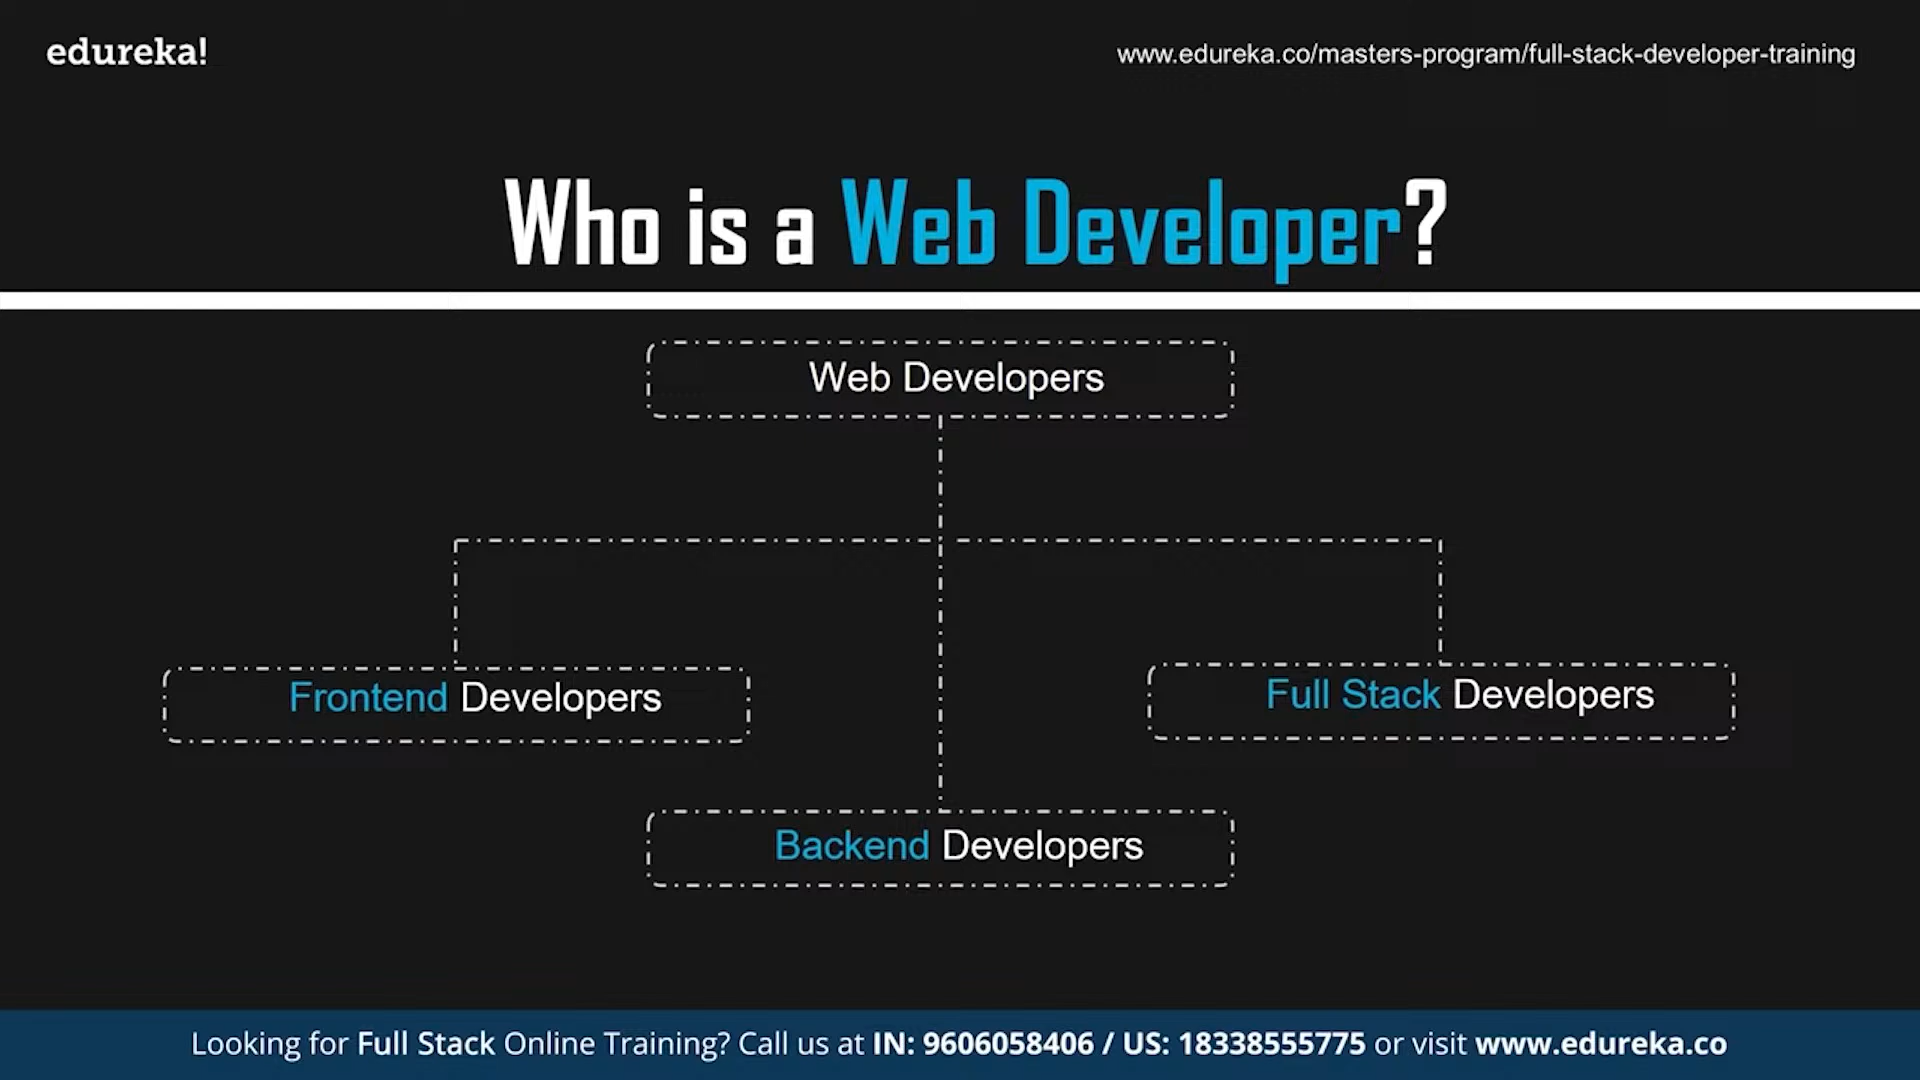 edureka!
www.edureka.co/masters-program/full-stack-developer-training
Who is a Web Developer?
Web Developers
Frontend Developers
Full Stack Developers
Backend Developers
Looking for Full Stack Online Training? Call us at IN: 9606058406 / US: 18338555775 or visit www.edureka.co